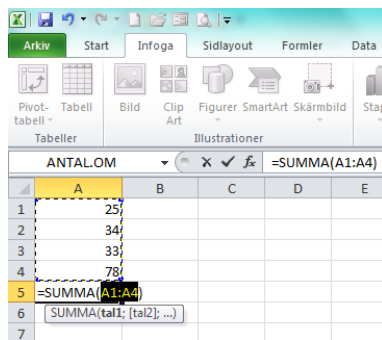 Arkiv Start Infoga Sidlayout Formler Data
Pivot- Tabell Bild Clip Figurer SmartArt Skärmbild
tabell Art
Tabeller Illustrationer
ANTAL.OM fx =SUMMA(A1:A4)
A B C D E
1 25
2 34
3 33
4 78
5 =SUMMA(A1:A4)
6 SUMMA(tal1; [tal2]; ...)
7